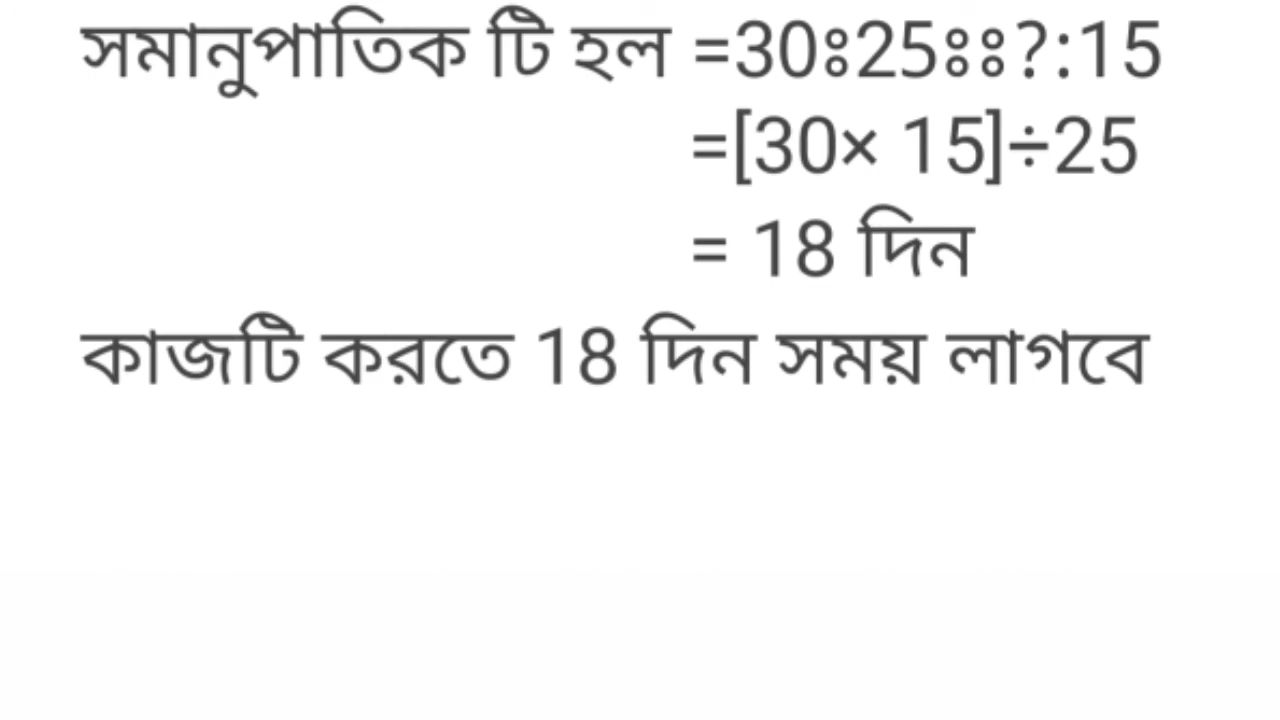 সমানুপাতিক টি হল =30ঃ25ঃঃ?:15
=[30× 15]÷25
= 18 দিন
কাজটি করতে 18 দিন সময় লাগবে